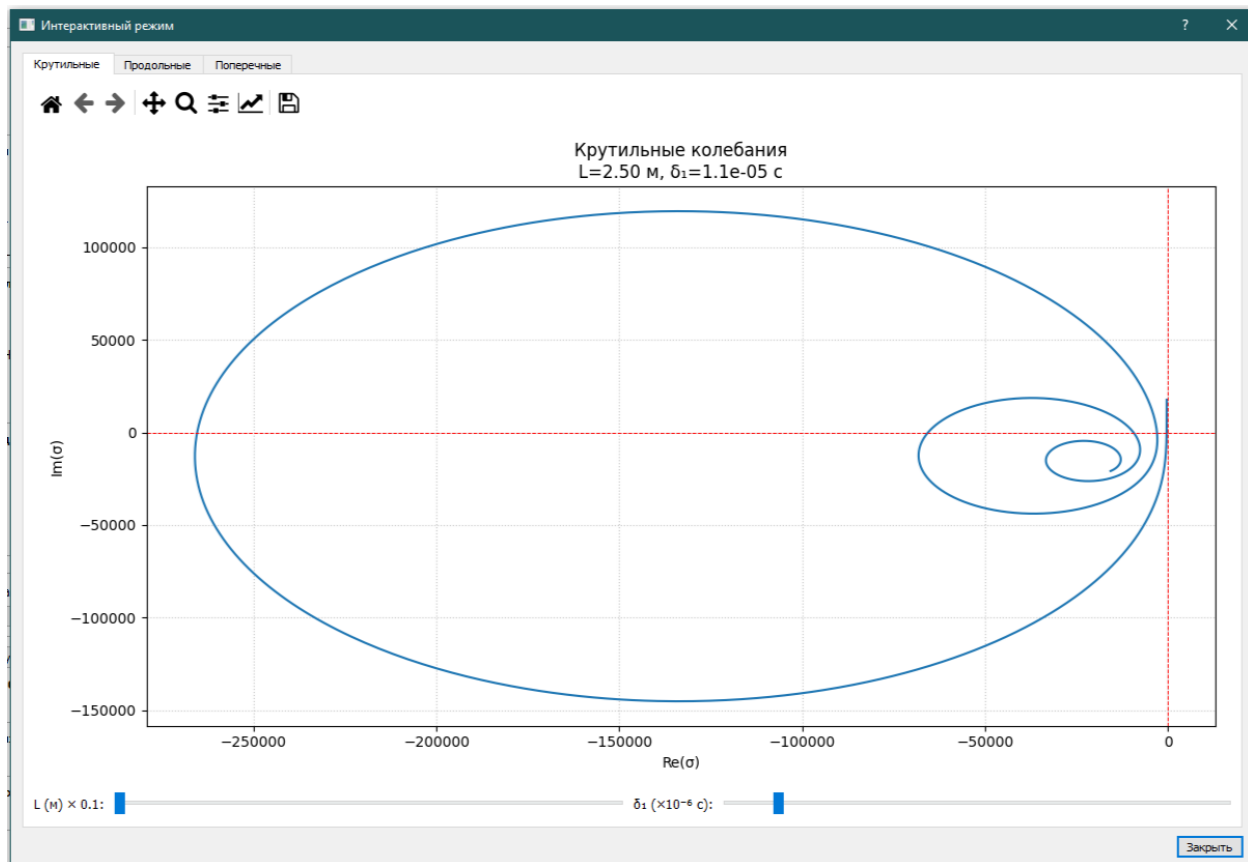 Интерактивный режим
? ×
Крутильные Продольные Поперечные
Крутильные колебания
L=2.50 м, δ₁=1.1e-05 с
100000
50000
0
−50000
−100000
−150000
Im(σ)
−250000 −200000 −150000 −100000 −50000 0
Re(σ)
L (м) × 0.1: δ₁ (×10⁻⁶ с):
Закрыть